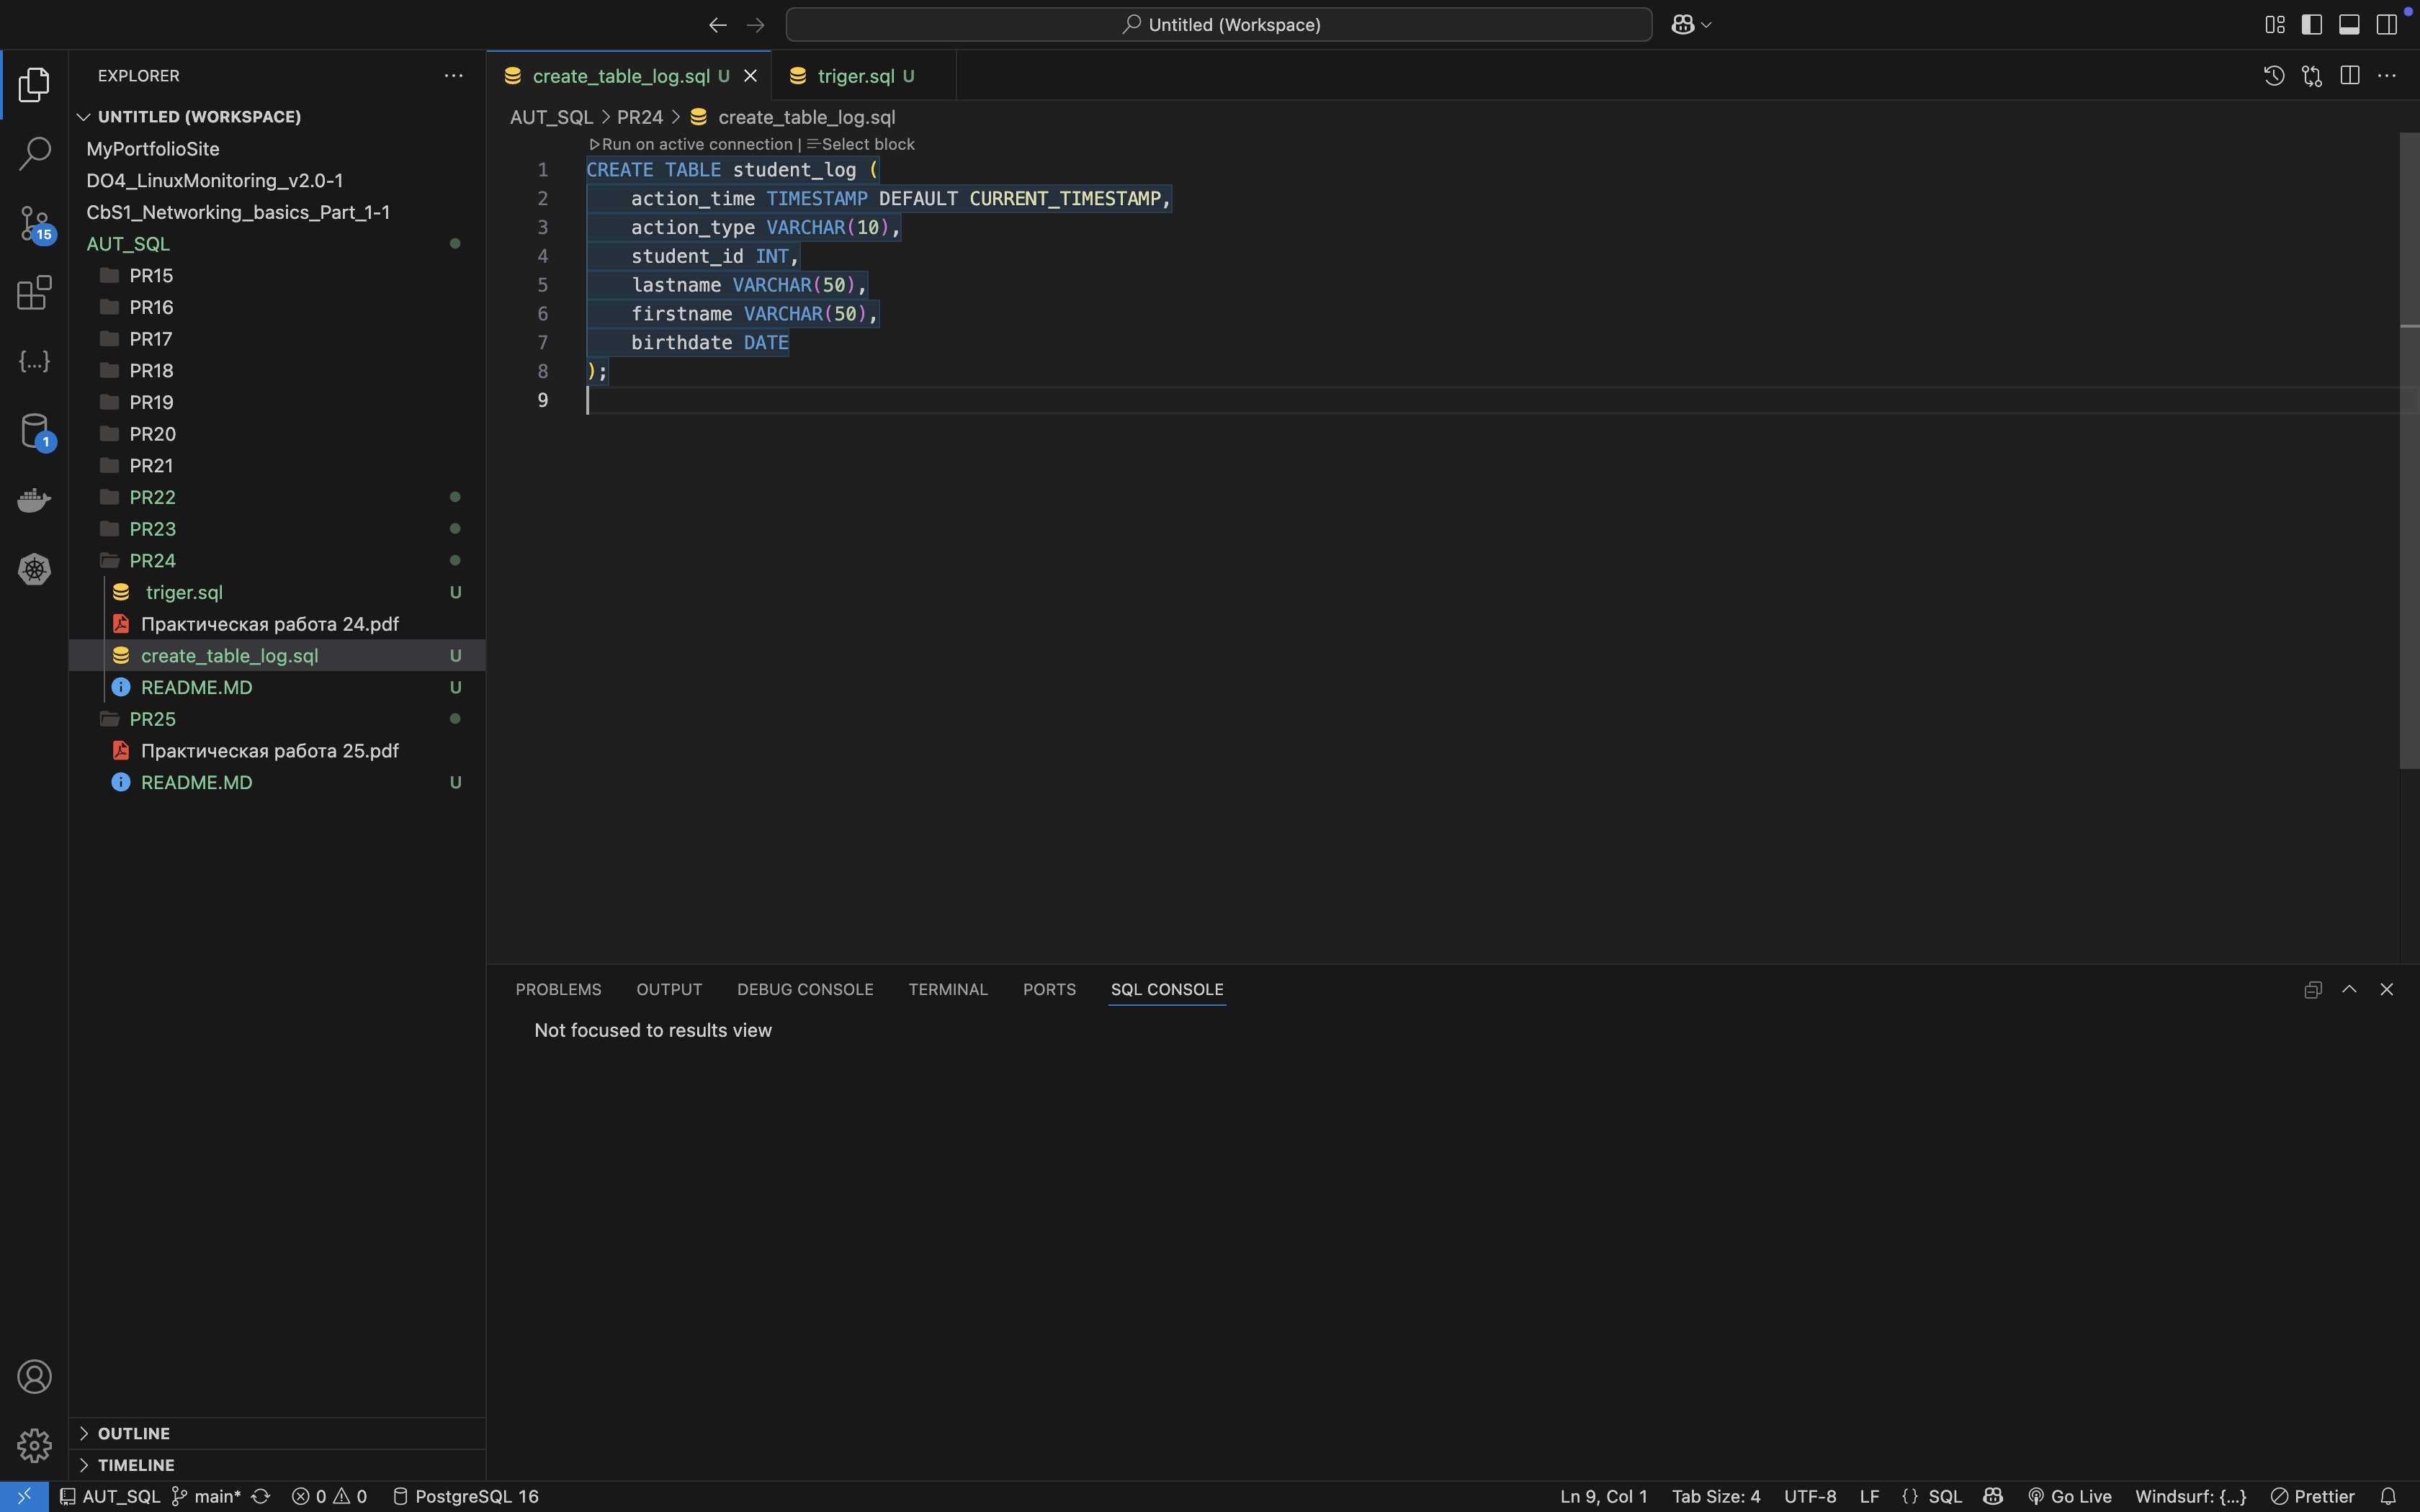 Untitled (Workspace)
EXPLORER
UNTITLED (WORKSPACE)
MyPortfolioSite
DO4_LinuxMonitoring_v2.0-1
CbS1_Networking_basics_Part_1-1
AUT_SQL
PR15
PR16
PR17
PR18
PR19
PR20
PR21
PR22
PR23
PR24
triger.sql U
Практическая работа 24.pdf
create_table_log.sql U
README.MD U
PR25
Практическая работа 25.pdf
README.MD U
OUTLINE
TIMELINE
15
1
create_table_log.sql U
triger.sql U
AUT_SQL > PR24 > create_table_log.sql
Run on active connection | Select block
1 CREATE TABLE student_log (
2 action_time TIMESTAMP DEFAULT CURRENT_TIMESTAMP,
3 action_type VARCHAR(10),
4 student_id INT,
5 lastname VARCHAR(50),
6 firstname VARCHAR(50),
7 birthdate DATE
8 );
9
PROBLEMS OUTPUT DEBUG CONSOLE TERMINAL PORTS SQL CONSOLE
Not focused to results view
AUT_SQL main* 0 0 PostgreSQL 16 Ln 9, Col 1 Tab Size: 4 UTF-8 LF {} SQL Go Live Windsurf: {...} Prettier